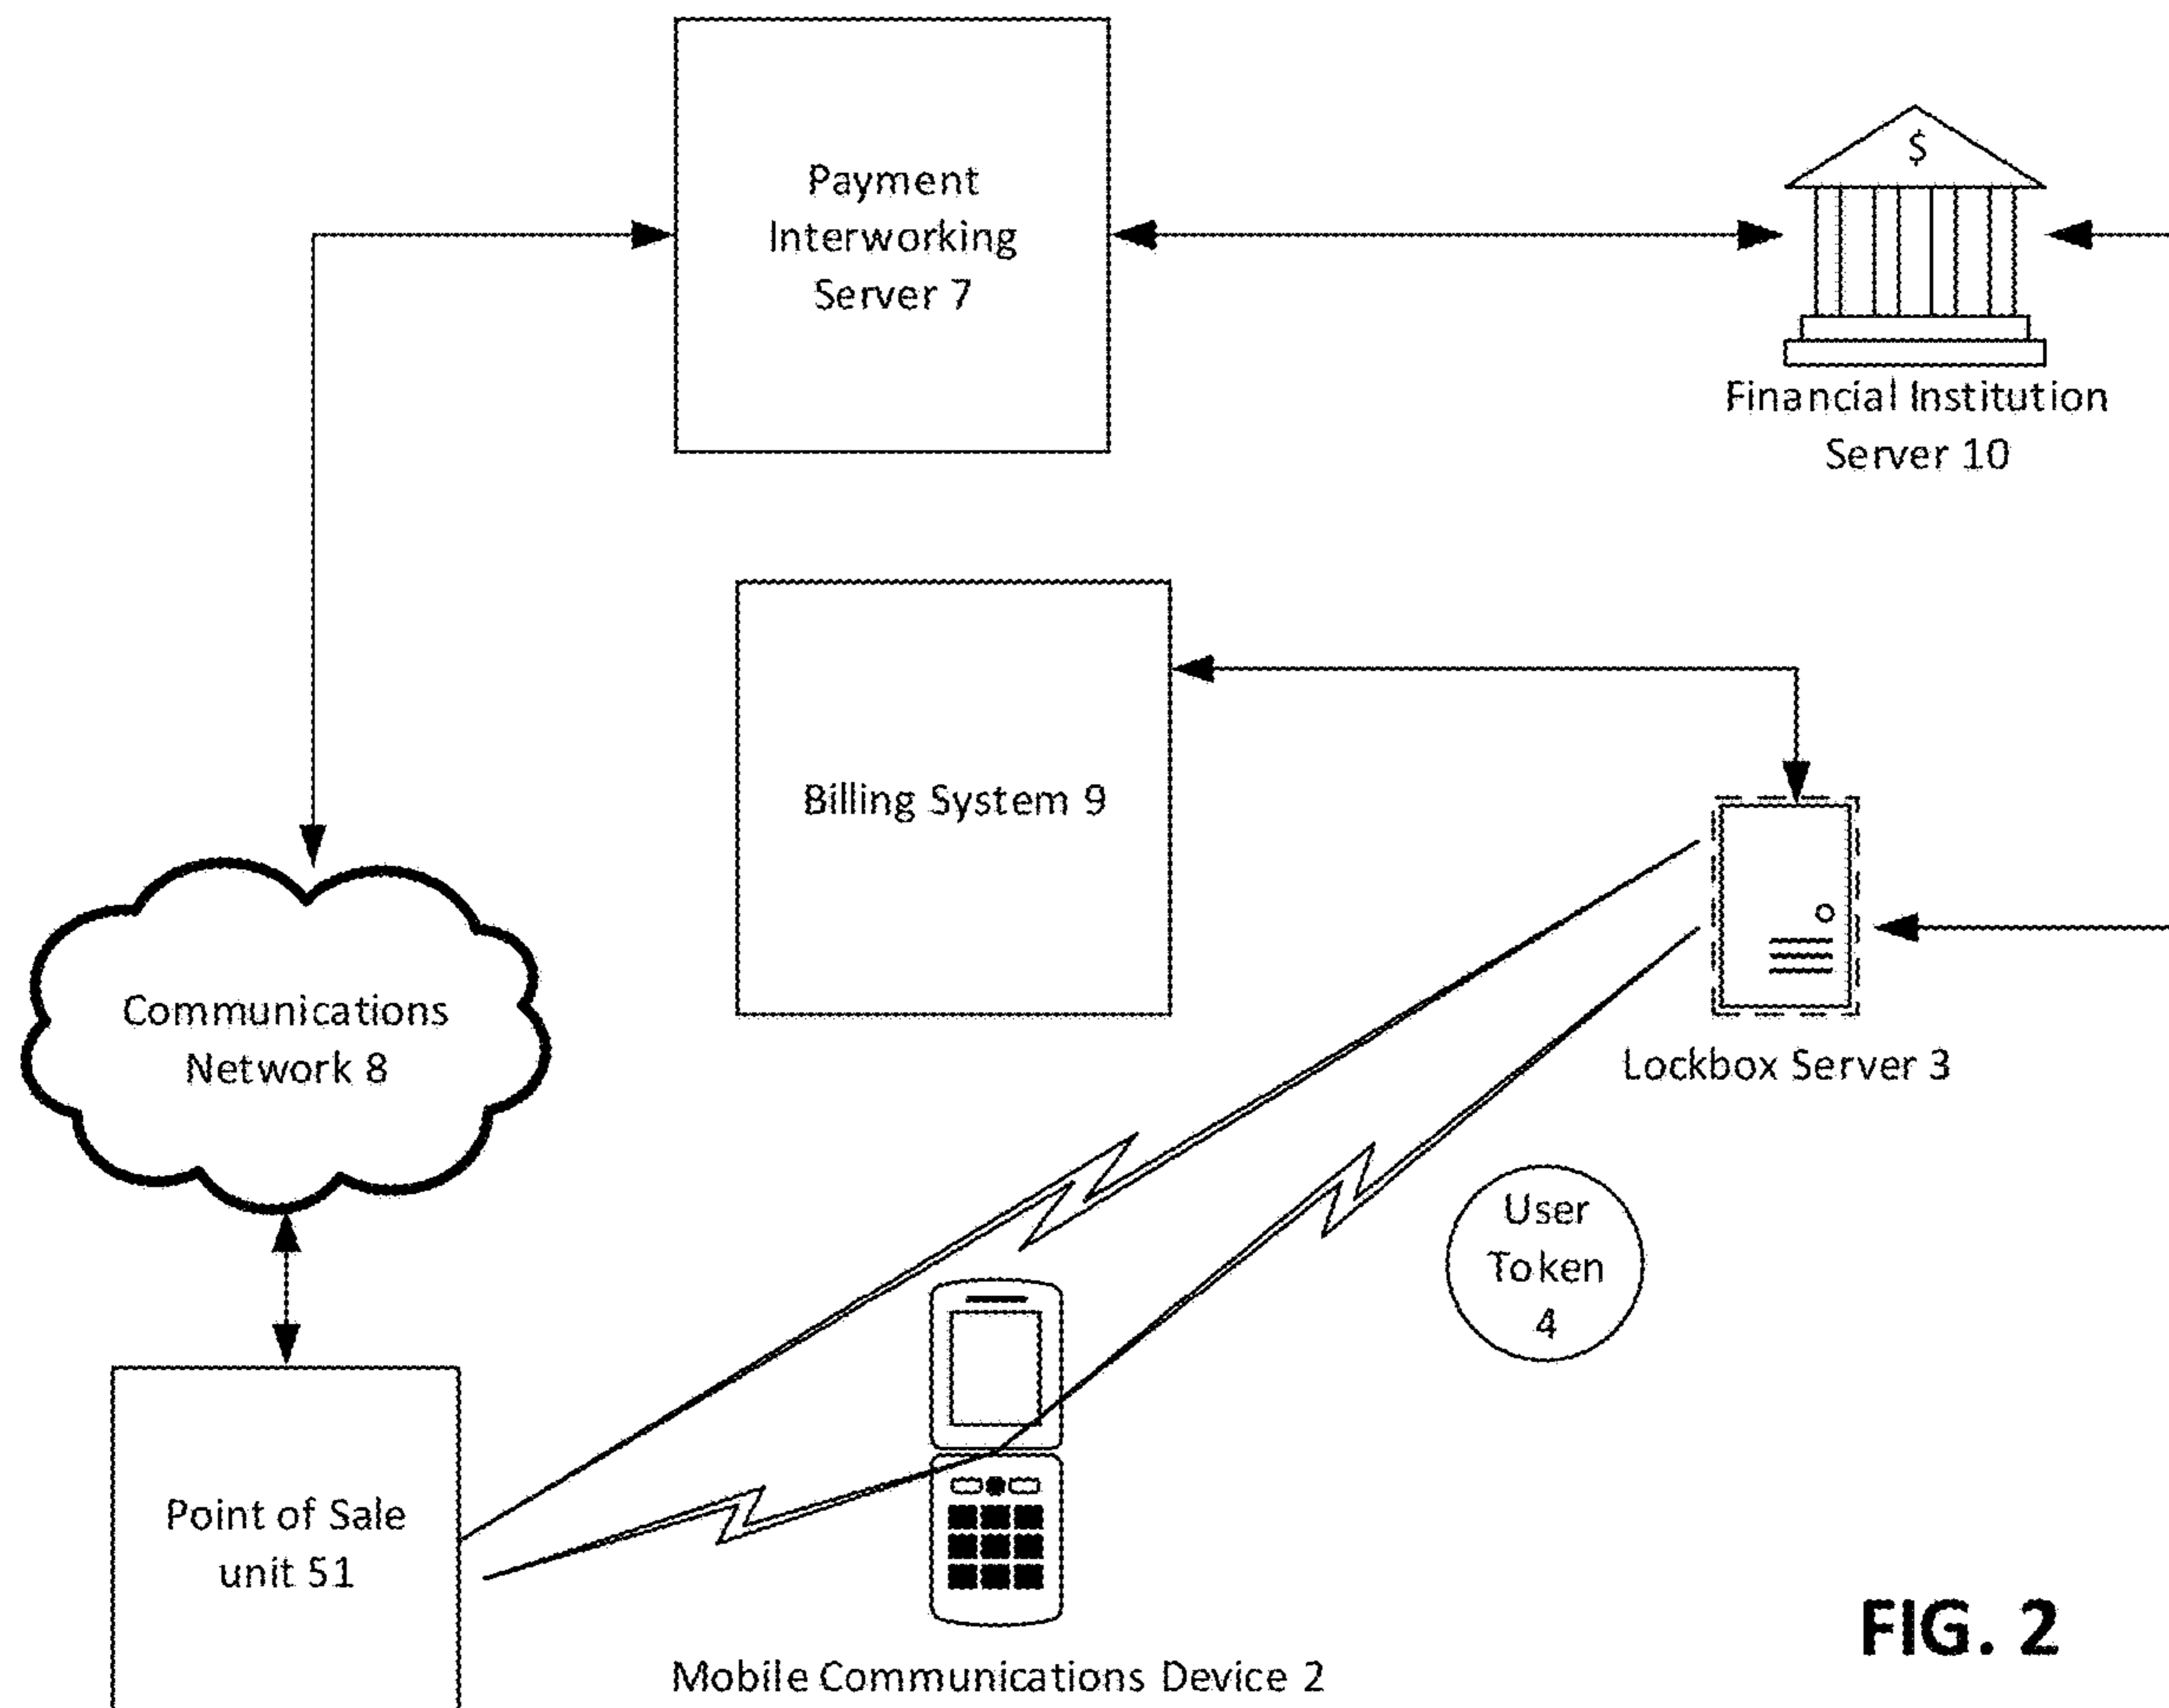 Payment
Interworking
Server 7
$
Financial Institution
Server 10
Billing System 9
Communications
Network 8
Lockbox Server 3
User
Token
4
Point of Sale
unit 51
Mobile Communications Device 2
FIG. 2